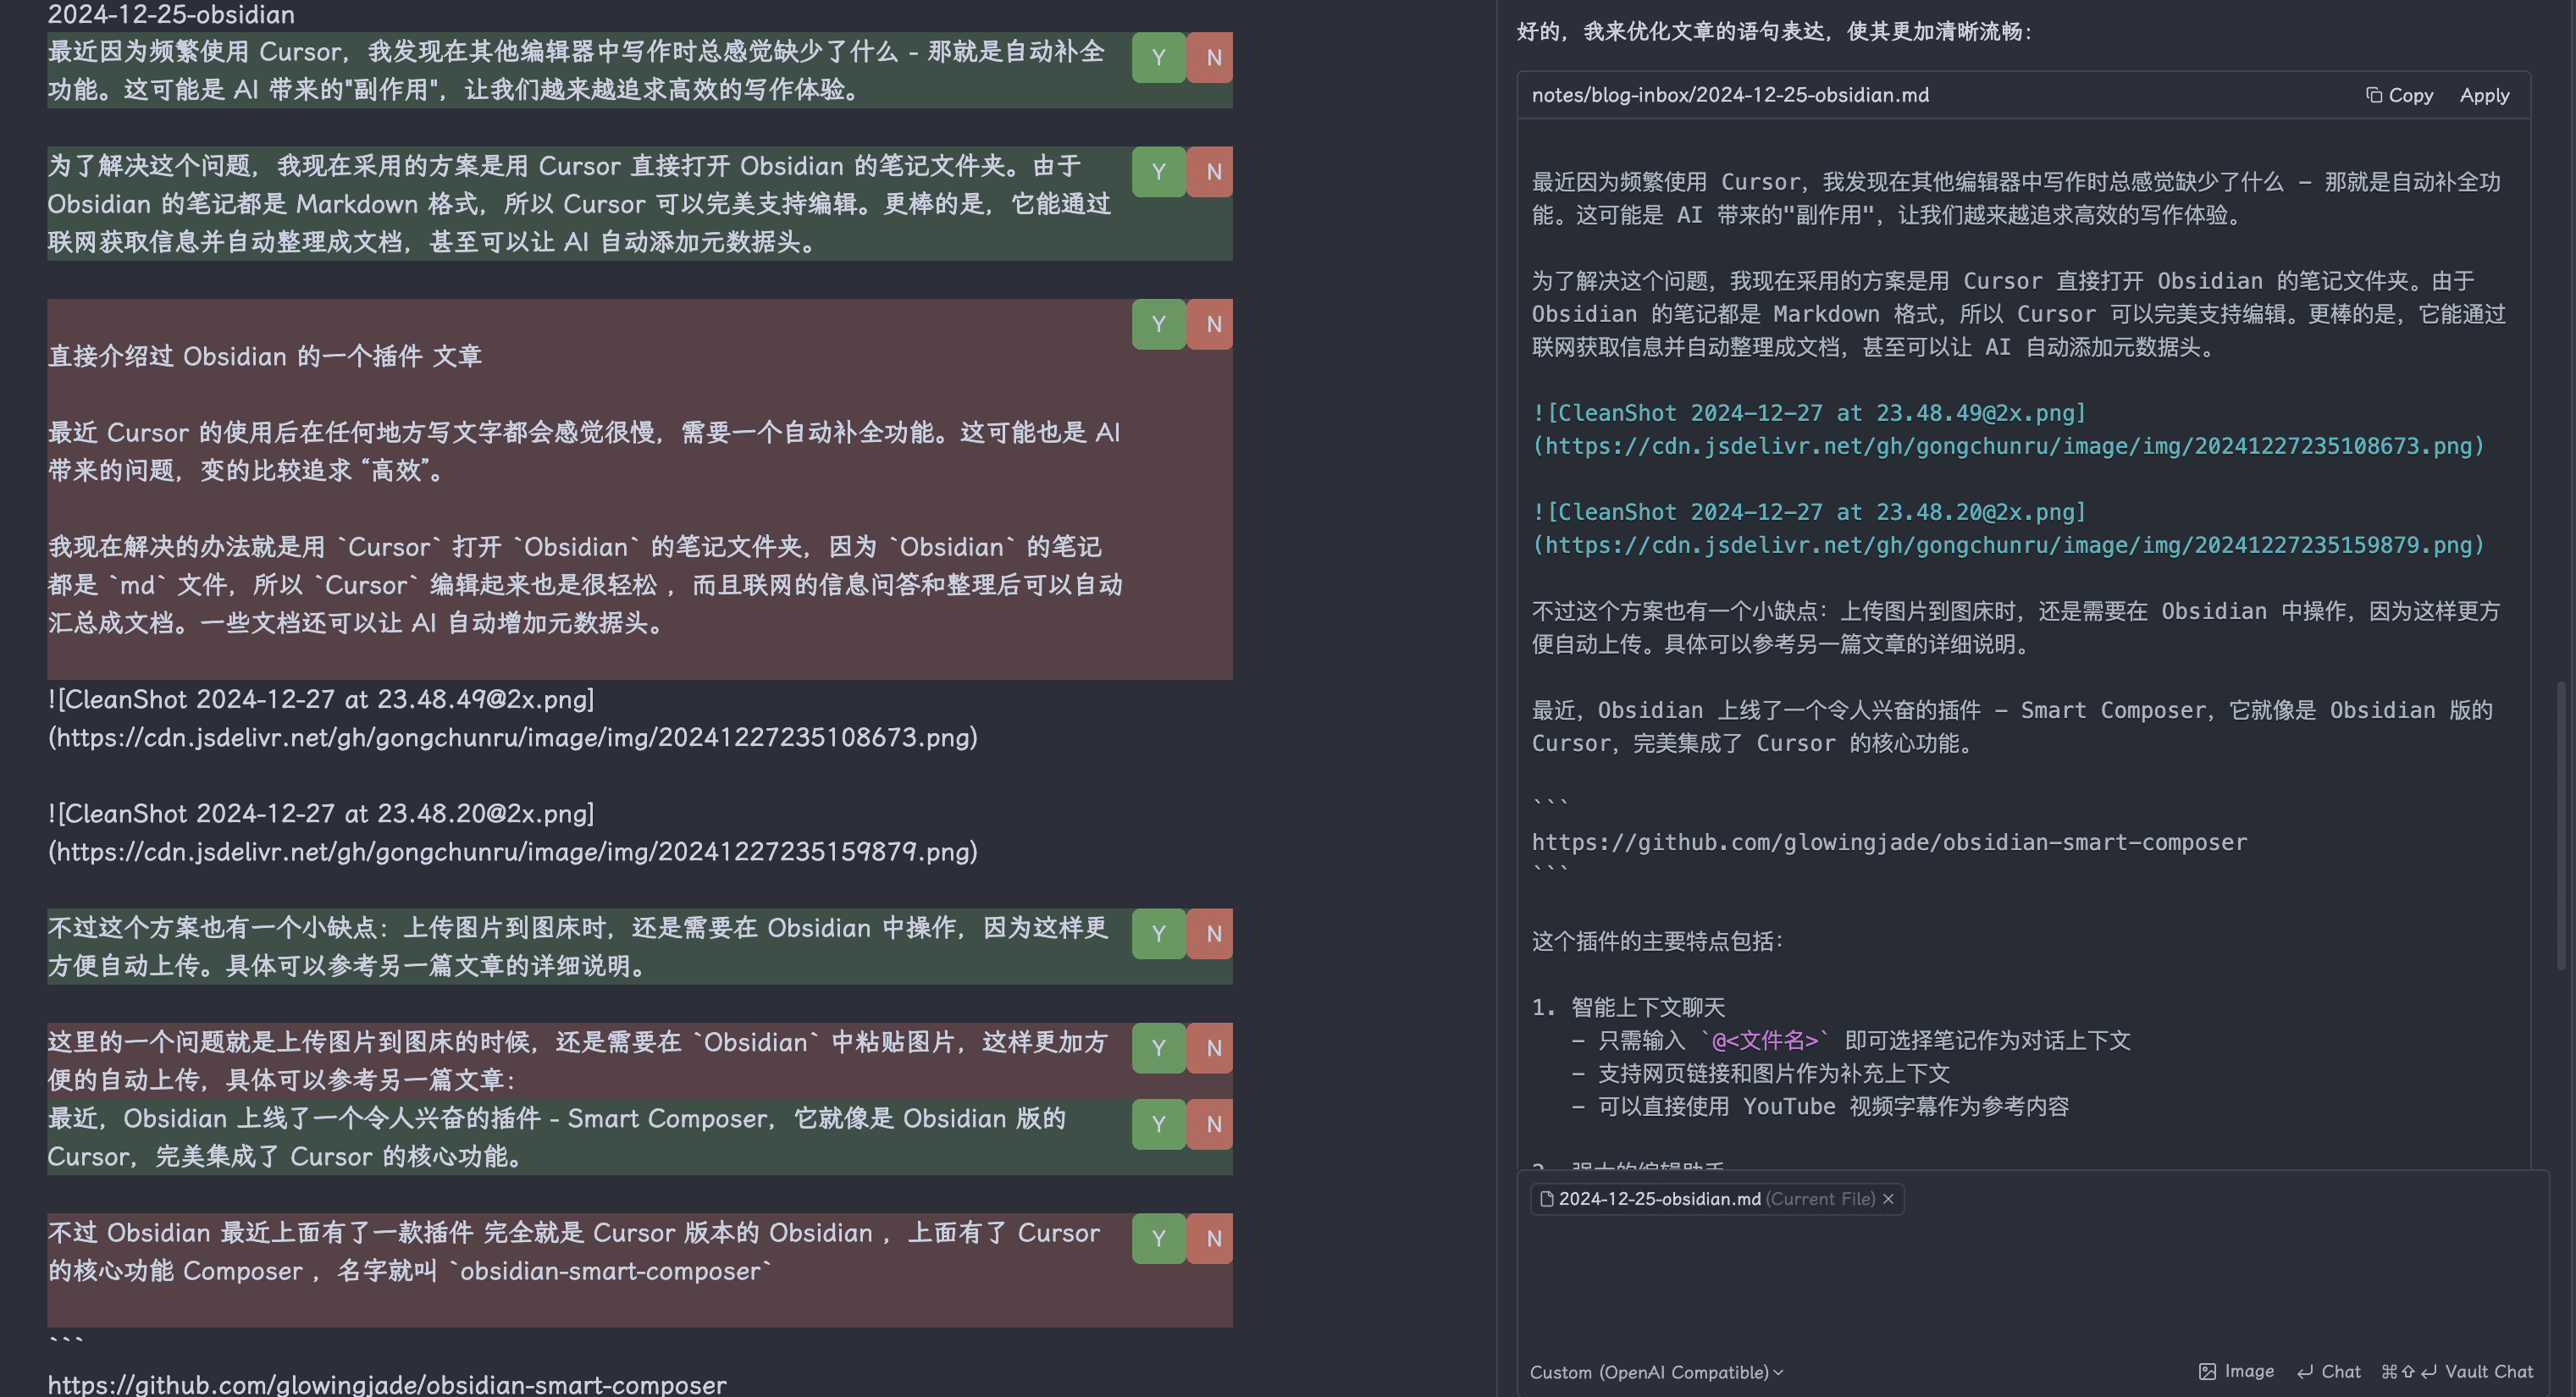 2024-12-25-obsidian
最近因为频繁使用 Cursor，我发现在其他编辑器中写作时总感觉缺少了什么 - 那就是自动补全
功能。这可能是 AI 带来的"副作用"，让我们越来越追求高效的写作体验。
Y N
为了解决这个问题，我现在采用的方案是用 Cursor 直接打开 Obsidian 的笔记文件夹。由于
Obsidian 的笔记都是 Markdown 格式，所以 Cursor 可以完美支持编辑。更棒的是，它能通过
联网获取信息并自动整理成文档，甚至可以让 AI 自动添加元数据头。
Y N
直接介绍过 Obsidian 的一个插件 文章
最近 Cursor 的使用后在任何地方写文字都会感觉很慢，需要一个自动补全功能。这可能也是 AI
带来的问题，变的比较追求 “高效”。
我现在解决的办法就是用 `Cursor` 打开 `Obsidian` 的笔记文件夹，因为 `Obsidian` 的笔记
都是 `md` 文件，所以 `Cursor` 编辑起来也是很轻松 ，而且联网的信息问答和整理后可以自动
汇总成文档。一些文档还可以让 AI 自动增加元数据头。
Y N
![CleanShot 2024-12-27 at 23.48.49@2x.png]
(https://cdn.jsdelivr.net/gh/gongchunru/image/img/20241227235108673.png)
![CleanShot 2024-12-27 at 23.48.20@2x.png]
(https://cdn.jsdelivr.net/gh/gongchunru/image/img/20241227235159879.png)
不过这个方案也有一个小缺点：上传图片到图床时，还是需要在 Obsidian 中操作，因为这样更
方便自动上传。具体可以参考另一篇文章的详细说明。
Y N
这里的一个问题就是上传图片到图床的时候，还是需要在 `Obsidian` 中粘贴图片，这样更加方
便的自动上传，具体可以参考另一篇文章：
Y N
最近，Obsidian 上线了一个令人兴奋的插件 - Smart Composer，它就像是 Obsidian 版的
Cursor，完美集成了 Cursor 的核心功能。
Y N
不过 Obsidian 最近上面有了一款插件 完全就是 Cursor 版本的 Obsidian ，上面有了 Cursor
的核心功能 Composer ，名字就叫 `obsidian-smart-composer`
Y N
```
https://github.com/glowingjade/obsidian-smart-composer
好的，我来优化文章的语句表达，使其更加清晰流畅：
notes/blog-inbox/2024-12-25-obsidian.md Copy Apply
最近因为频繁使用 Cursor，我发现在其他编辑器中写作时总感觉缺少了什么 - 那就是自动补全功
能。这可能是 AI 带来的"副作用"，让我们越来越追求高效的写作体验。
为了解决这个问题，我现在采用的方案是用 Cursor 直接打开 Obsidian 的笔记文件夹。由于
Obsidian 的笔记都是 Markdown 格式，所以 Cursor 可以完美支持编辑。更棒的是，它能通过
联网获取信息并自动整理成文档，甚至可以让 AI 自动添加元数据头。
![CleanShot 2024-12-27 at 23.48.49@2x.png]
(https://cdn.jsdelivr.net/gh/gongchunru/image/img/20241227235108673.png)
![CleanShot 2024-12-27 at 23.48.20@2x.png]
(https://cdn.jsdelivr.net/gh/gongchunru/image/img/20241227235159879.png)
不过这个方案也有一个小缺点：上传图片到图床时，还是需要在 Obsidian 中操作，因为这样更方
便自动上传。具体可以参考另一篇文章的详细说明。
最近，Obsidian 上线了一个令人兴奋的插件 - Smart Composer，它就像是 Obsidian 版的
Cursor，完美集成了 Cursor 的核心功能。
```
https://github.com/glowingjade/obsidian-smart-composer
```
这个插件的主要特点包括：
1. 智能上下文聊天
- 只需输入 `@<文件名>` 即可选择笔记作为对话上下文
- 支持网页链接和图片作为补充上下文
- 可以直接使用 YouTube 视频字幕作为参考内容
2. 强大的编辑助手
2024-12-25-obsidian.md (Current File) ×
Custom (OpenAI Compatible) Image ↵ Chat ⌘⇧↵ Vault Chat